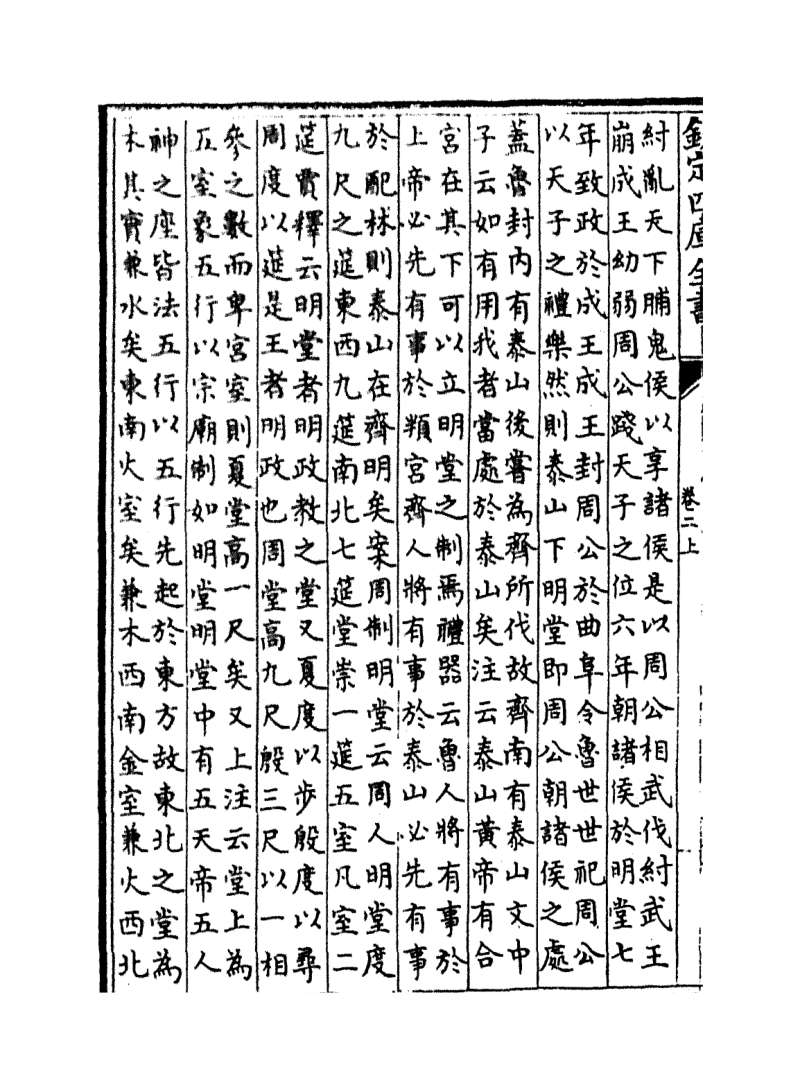 欽定四庫全書
卷二上
紂亂天下脯鬼侯以享諸侯是以周公相武伐紂武王
崩成王幼弱周公踐天子之位六年朝諸侯於明堂七
年致政於成王成王封周公於曲阜令魯世世祀周公
以天子之禮樂然則泰山下明堂即周公朝諸侯之處
蓋魯封内有泰山後嘗為齊所代故齊南有泰山文中
子云如有用我者當處於泰山矣注云泰山黄帝有合
宫在其下可以立明堂之制焉禮器云魯人將有事於
上帝必先有事於頖宫齊人將有事於泰山必先有事
於配林則泰山在齊明矣案周制明堂云周人明堂度
九尺之筵東西九筵南北七筵堂崇一筵五室凡室二
筵賈釋云明堂者明政教之堂又夏度以步殷度以尋
周度以筵是王者明政也周堂高九尺殷三尺以一相
參之數而卑宫室則夏堂高一尺矣又上注云堂上為
五室象五行以宗廟制如明堂明堂中有五天帝五人
神之座皆法五行以五行先起於東方故東北之堂為
木其實兼水矣東南火室矣兼木西南金室兼火西北